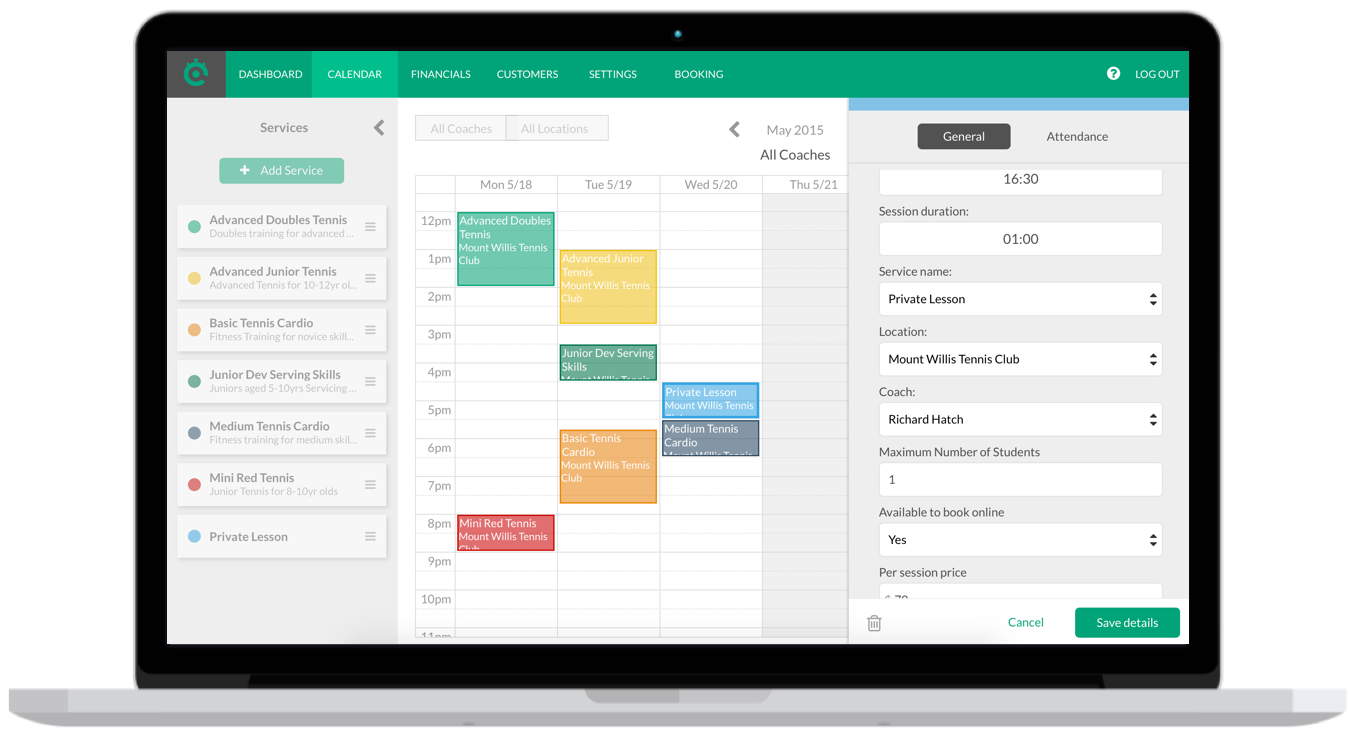 DASHBOARD
CALENDAR
FINANCIALS
CUSTOMERS
SETTINGS
BOOKING
?
LOG OUT
Services
+ Add Service
Advanced Doubles Tennis
Doubles training for advanced ...
Advanced Junior Tennis
Advanced Tennis for 10-12yr ol...
Basic Tennis Cardio
Fitness Training for novice skill...
Junior Dev Serving Skills
Juniors aged 5-10yrs Servicing ...
Medium Tennis Cardio
Fitness training for medium skil...
Mini Red Tennis
Junior Tennis for 8-10yr olds
Private Lesson
All Coaches
All Locations
May 2015
All Coaches
Mon 5/18
Tue 5/19
Wed 5/20
Thu 5/21
12pm
1pm
2pm
3pm
4pm
5pm
6pm
7pm
8pm
9pm
10pm
11pm
Advanced Doubles
Tennis
Mount Willis Tennis
Club
Mini Red Tennis
Mount Willis Tennis
Club
Advanced Junior
Tennis
Mount Willis Tennis
Club
Junior Dev Serving
Skills
Mount Willis Tennis
Basic Tennis
Cardio
Mount Willis Tennis
Club
Private Lesson
Mount Willis Tennis
Medium Tennis
Cardio
Mount Willis Tennis
General
Attendance
16:30
Session duration:
01:00
Service name:
Private Lesson
Location:
Mount Willis Tennis Club
Coach:
Richard Hatch
Maximum Number of Students
1
Available to book online
Yes
Per session price
Cancel
Save details